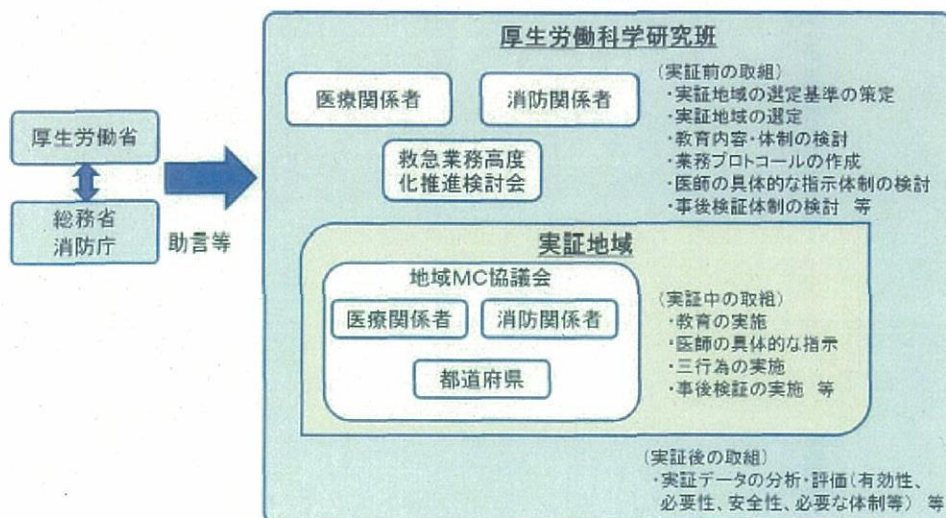 厚生労働省
総務省
消防庁
助言等
厚生労働科学研究班
医療関係者
消防関係者
救急業務高度
化推進検討会
(実証前の取組)
・実証地域の選定基準の策定
・実証地域の選定
・教育内容・体制の検討
・業務プロトコールの作成
・医師の具体的な指示体制の検討
・事後検証体制の検討 等
実証地域
地域MC協議会
医療関係者
消防関係者
都道府県
(実証中の取組)
・教育の実施
・医師の具体的な指示
・三行為の実施
・事後検証の実施 等
(実証後の取組)
・実証データの分析・評価(有効性、
必要性、安全性、必要な体制等) 等